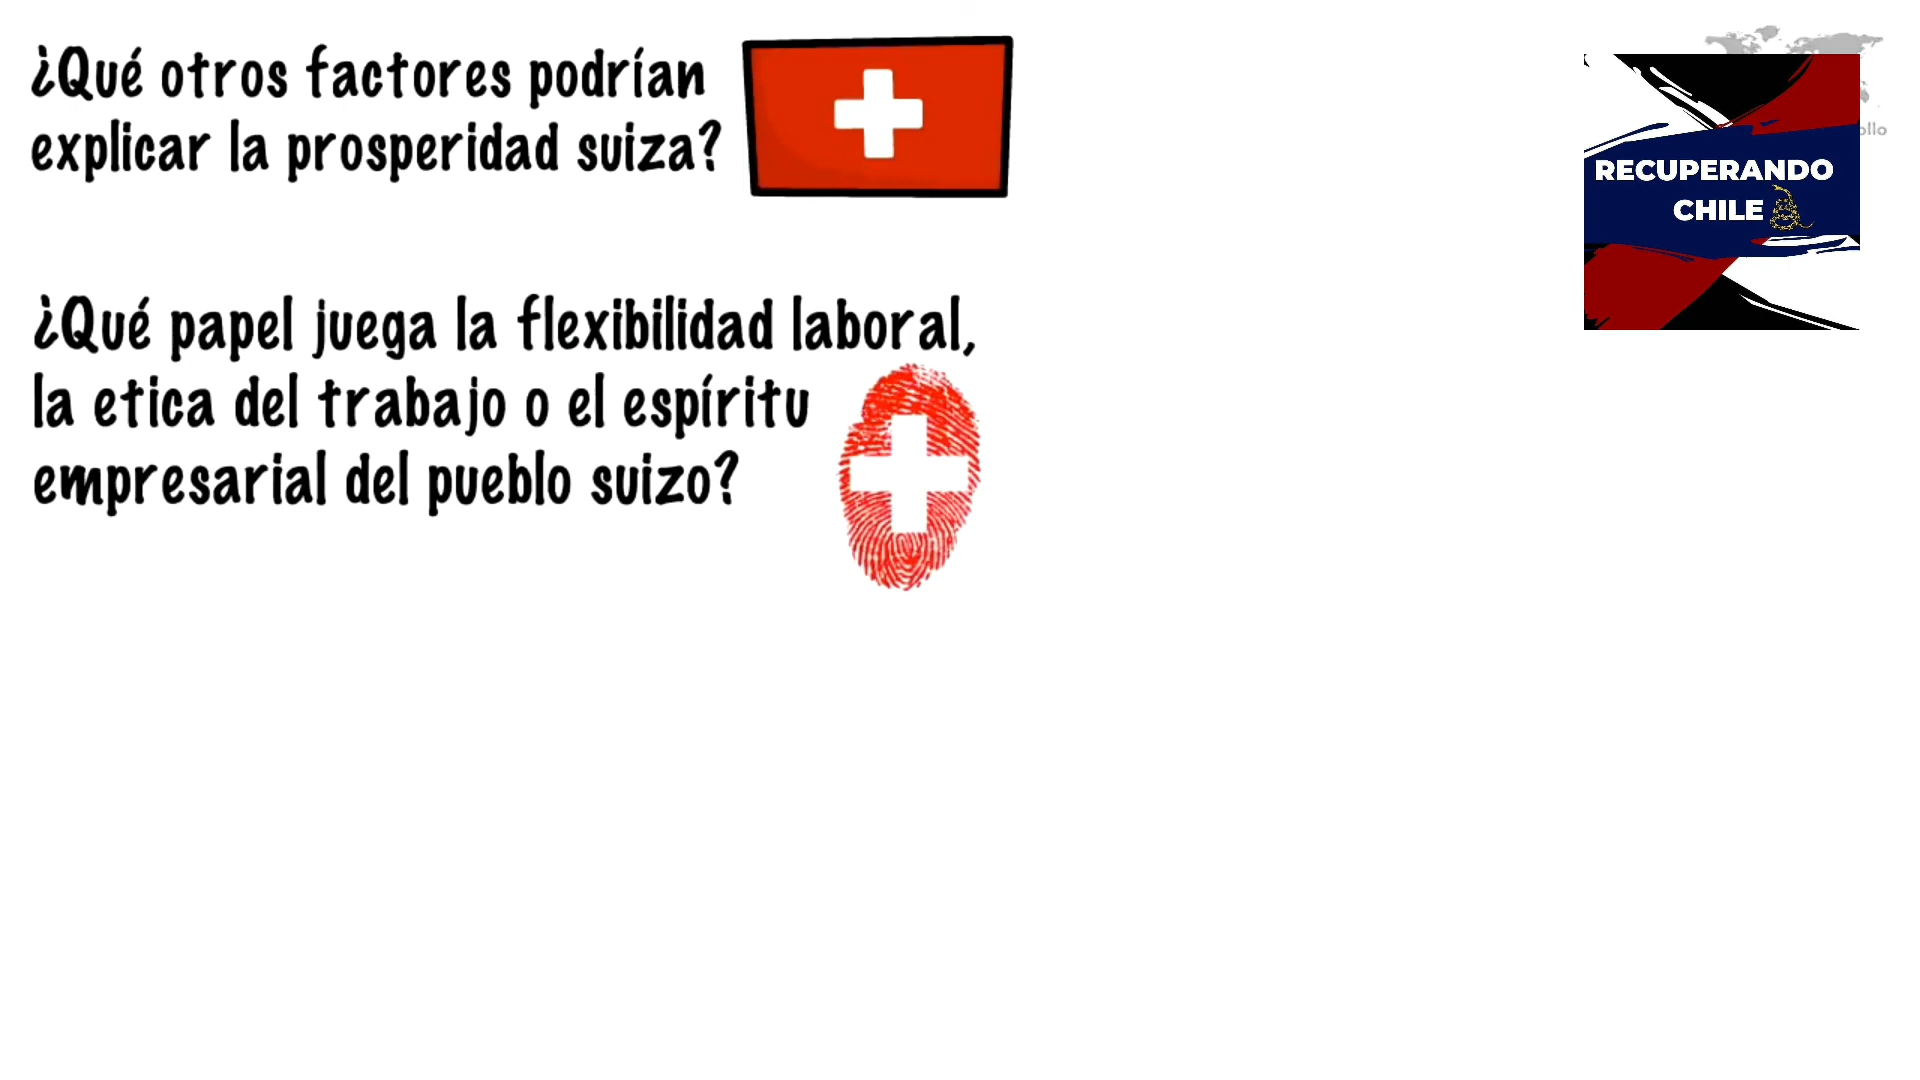 ¿Qué otros factores podrían
explicar la prosperidad suiza?
¿Qué papel juega la flexibilidad laboral,
la etica del trabajo o el espíritu
empresarial del pueblo suizo?
RECUPERANDO
CHILE